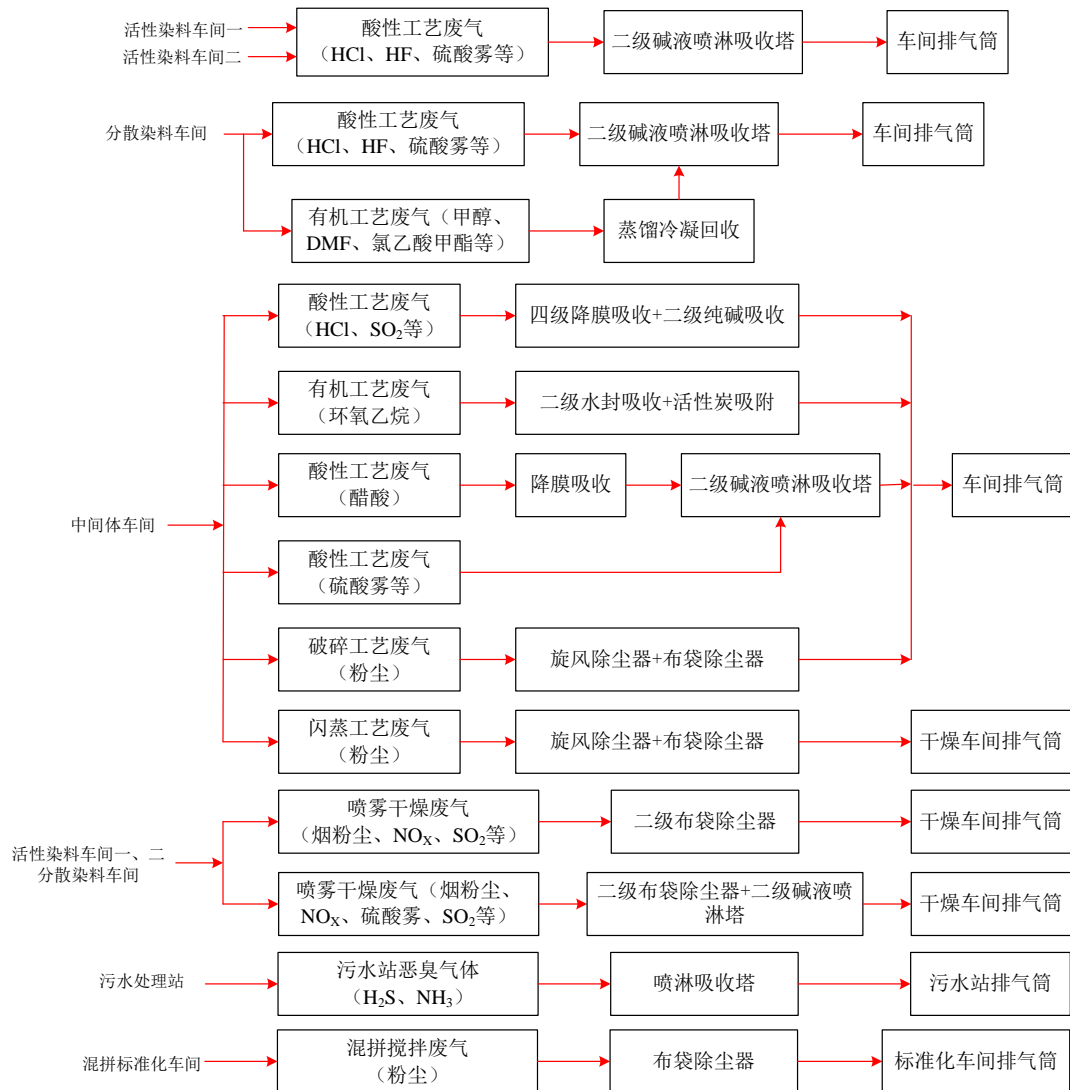 活性染料车间一
活性染料车间二
酸性工艺废气
（HCl、HF、硫酸雾等）
二级碱液喷淋吸收塔
车间排气筒
分散染料车间
酸性工艺废气
（HCl、HF、硫酸雾等）
二级碱液喷淋吸收塔
车间排气筒
有机工艺废气（甲醇、
DMF、氯乙酸甲酯等）
蒸馏冷凝回收
中间体车间
酸性工艺废气
（HCl、SO₂等）
四级降膜吸收+二级纯碱吸收
有机工艺废气
（环氧乙烷）
二级水封吸收+活性炭吸附
酸性工艺废气
（醋酸）
降膜吸收
二级碱液喷淋吸收塔
车间排气筒
酸性工艺废气
（硫酸雾等）
破碎工艺废气
（粉尘）
旋风除尘器+布袋除尘器
闪蒸工艺废气
（粉尘）
旋风除尘器+布袋除尘器
干燥车间排气筒
活性染料车间一、二
分散染料车间
喷雾干燥废气
（烟粉尘、NOX、SO₂等）
二级布袋除尘器
干燥车间排气筒
喷雾干燥废气（烟粉尘、
NOX、硫酸雾、SO₂等）
二级布袋除尘器+二级碱液喷
淋塔
干燥车间排气筒
污水处理站
污水站恶臭气体
（H₂S、NH₃）
喷淋吸收塔
污水站排气筒
混拼标准化车间
混拼搅拌废气
（粉尘）
布袋除尘器
标准化车间排气筒